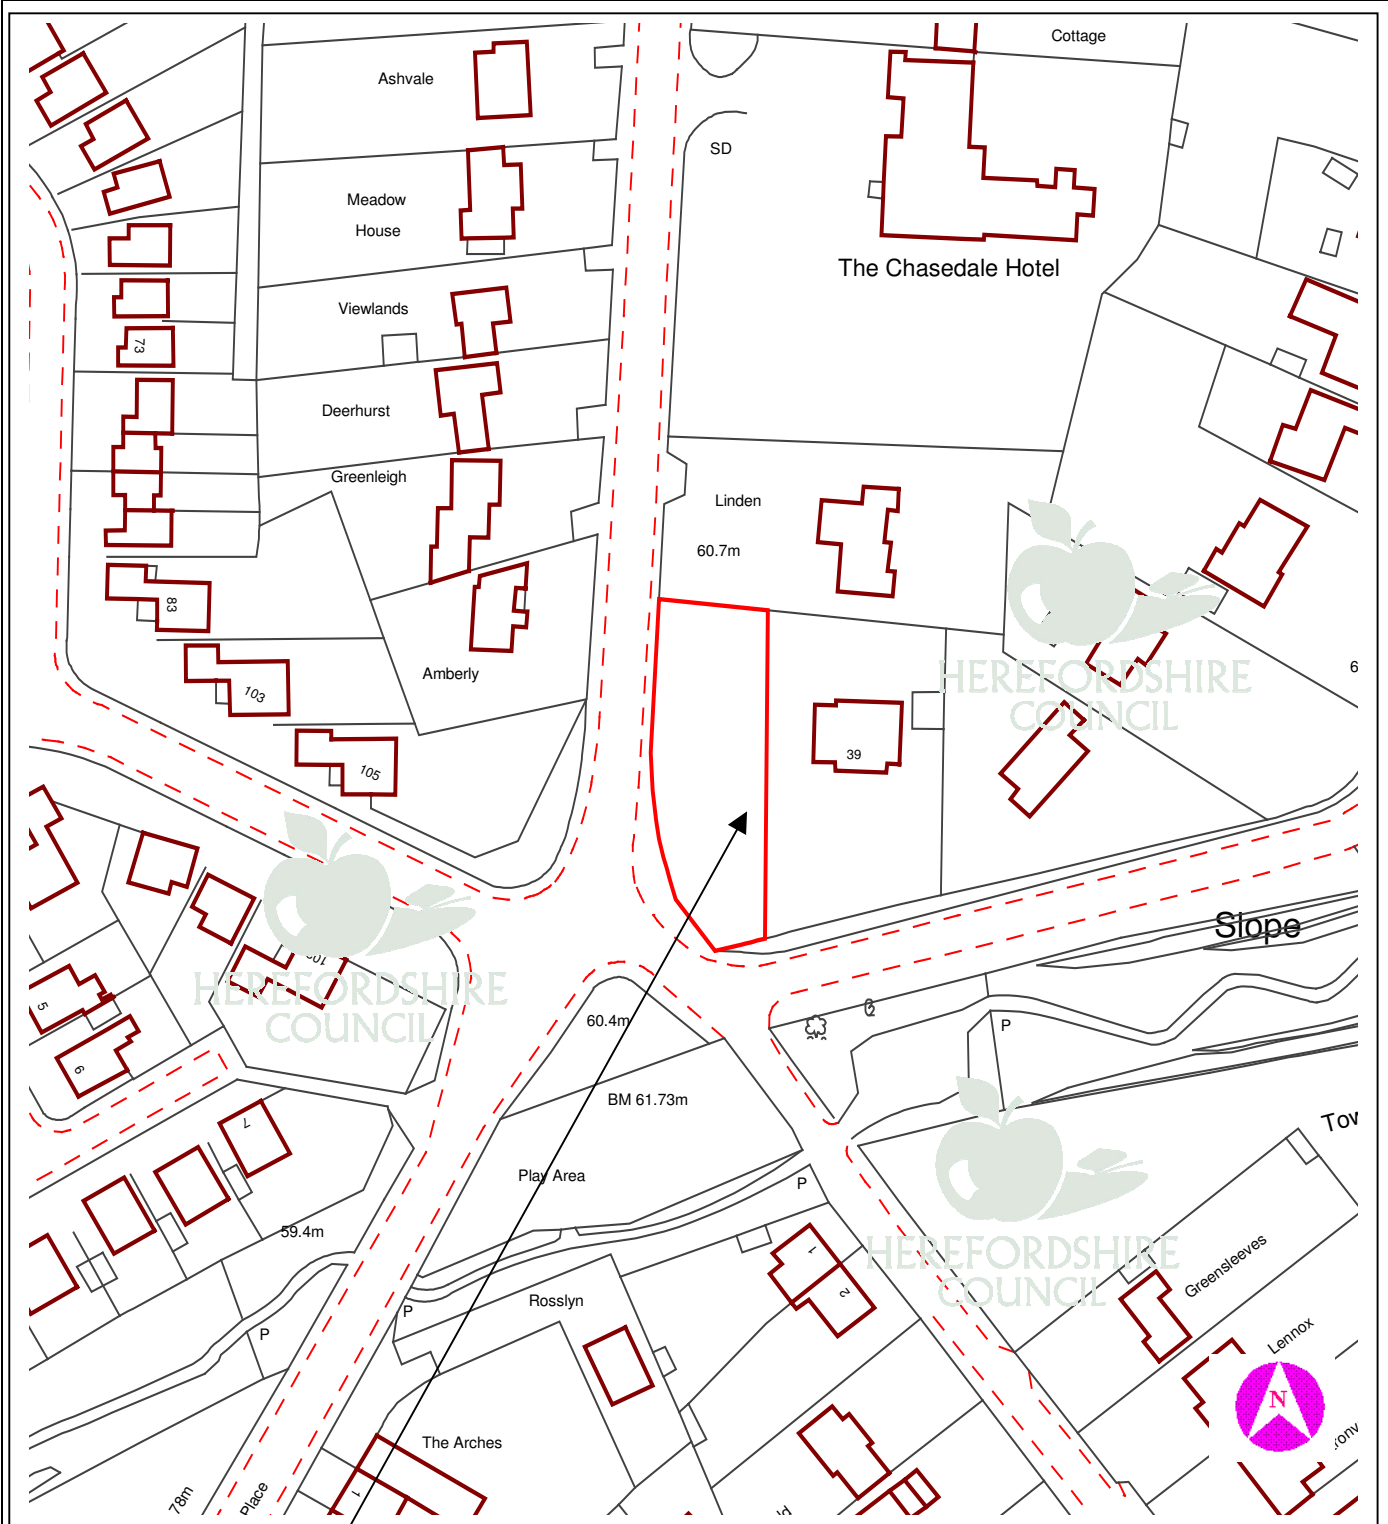 Cottage
Ashvale
SD
Meadow
House
The Chasedale Hotel
Viewlands
73
Deerhurst
Greenleigh
Linden
60.7m
83
Amberly
HEREFORDSHIRE
COUNCIL
103
39
105
Slope
HEREFORDSHIRE
COUNCIL
5
60.4m
P
6
BM 61.73m
7
Play Area
P
59.4m
1
HEREFORDSHIRE
COUNCIL
Greensleeves
2
Rosslyn
P
P
Lennox
N
The Arches
1
78m
Place